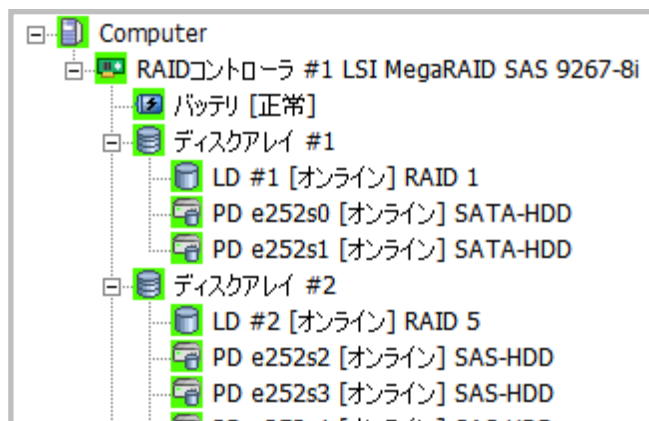 Computer
RAIDコントローラ #1 LSI MegaRAID SAS 9267-8i
バッテリ [正常]
ディスクアレイ #1
LD #1 [オンライン] RAID 1
PD e252s0 [オンライン] SATA-HDD
PD e252s1 [オンライン] SATA-HDD
ディスクアレイ #2
LD #2 [オンライン] RAID 5
PD e252s2 [オンライン] SAS-HDD
PD e252s3 [オンライン] SAS-HDD